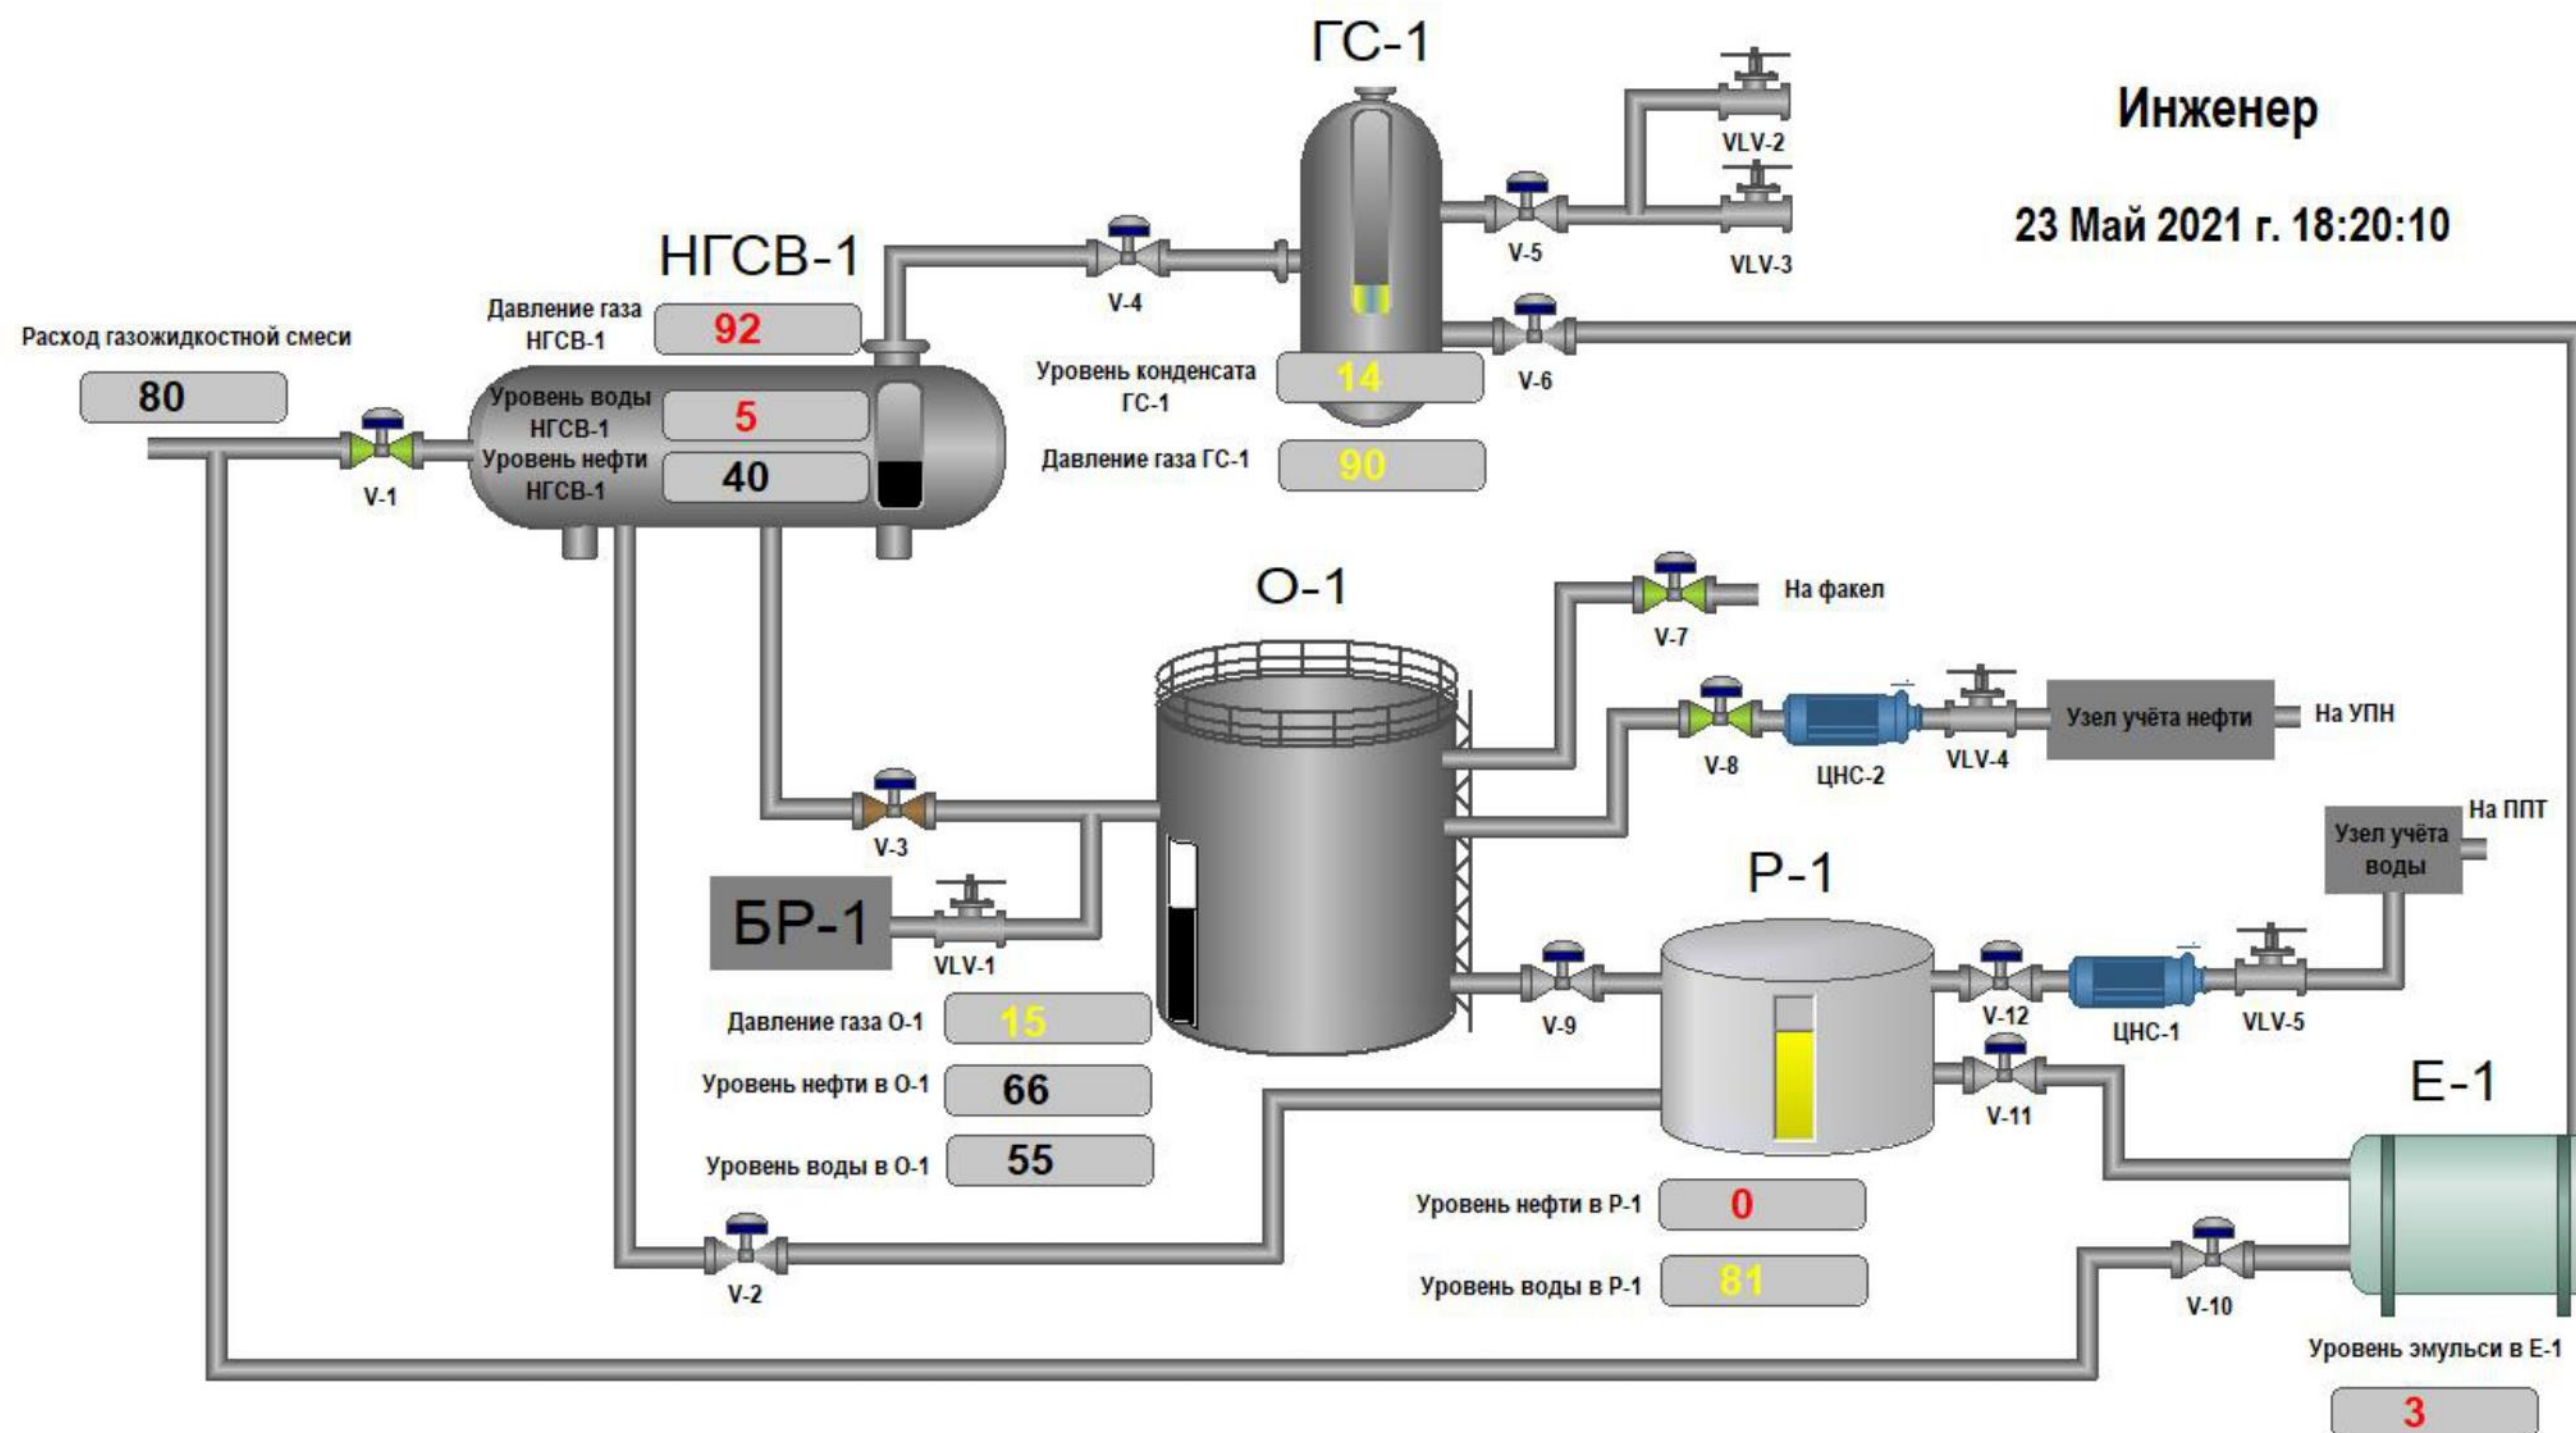 ГС-1
VLV-2
Инженер
23 Май 2021 г. 18:20:10
V-5
VLV-3
НГСВ-1
V-4
Давление газа
НГСВ-1
92
Расход газожидкостной смеси
80
V-1
Уровень воды
НГСВ-1
5
Уровень нефти
НГСВ-1
40
Уровень конденсата
ГС-1
14
V-6
Давление газа ГС-1
90
О-1
V-7
На факел
V-8
ЦНС-2
VLV-4
Узел учёта нефти
На УПН
V-3
БР-1
VLV-1
Р-1
На ППТ
Узел учёта
воды
V-9
V-12
ЦНС-1
VLV-5
V-11
Давление газа О-1
15
Уровень нефти в О-1
66
Уровень воды в О-1
55
V-2
Уровень нефти в Р-1
0
Уровень воды в Р-1
81
Е-1
V-10
Уровень эмульси в Е-1
3